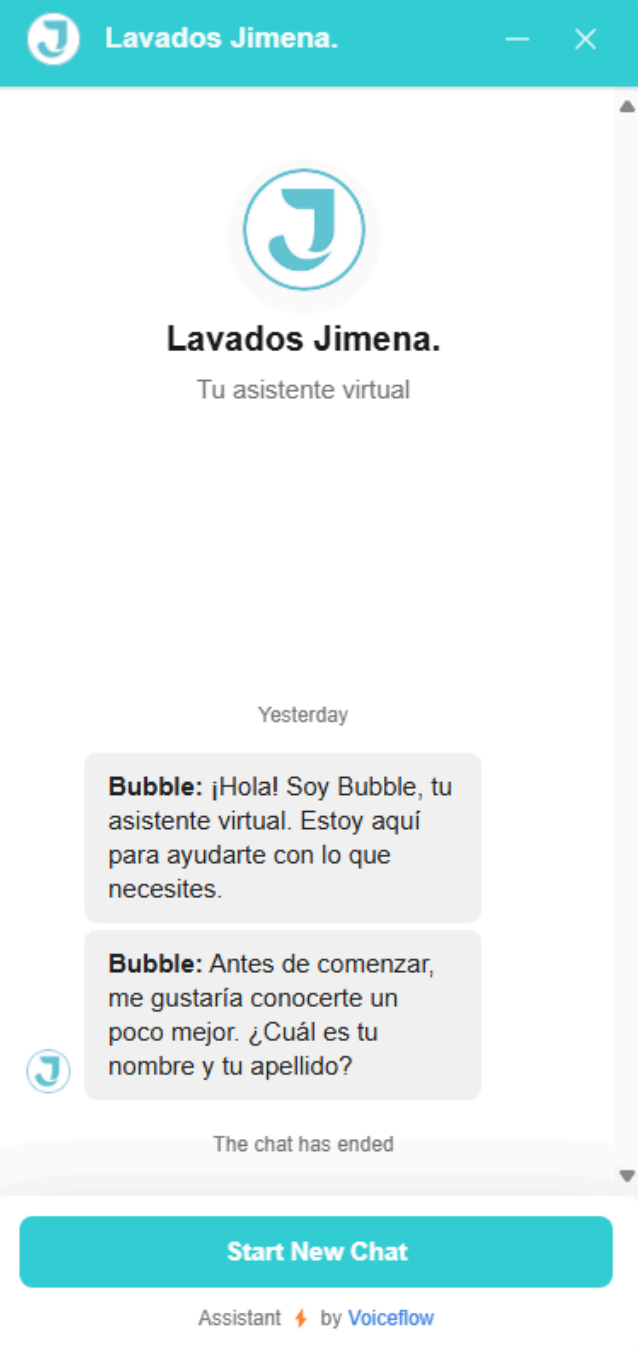 J
Lavados Jimena.
J
Lavados Jimena.
Tu asistente virtual
Yesterday
Bubble: ¡Hola! Soy Bubble, tu
asistente virtual. Estoy aquí
para ayudarte con lo que
necesites.
Bubble: Antes de comenzar,
me gustaría conocerte un
poco mejor. ¿Cuál es tu
nombre y tu apellido?
J
The chat has ended
Start New Chat
Assistant by Voiceflow